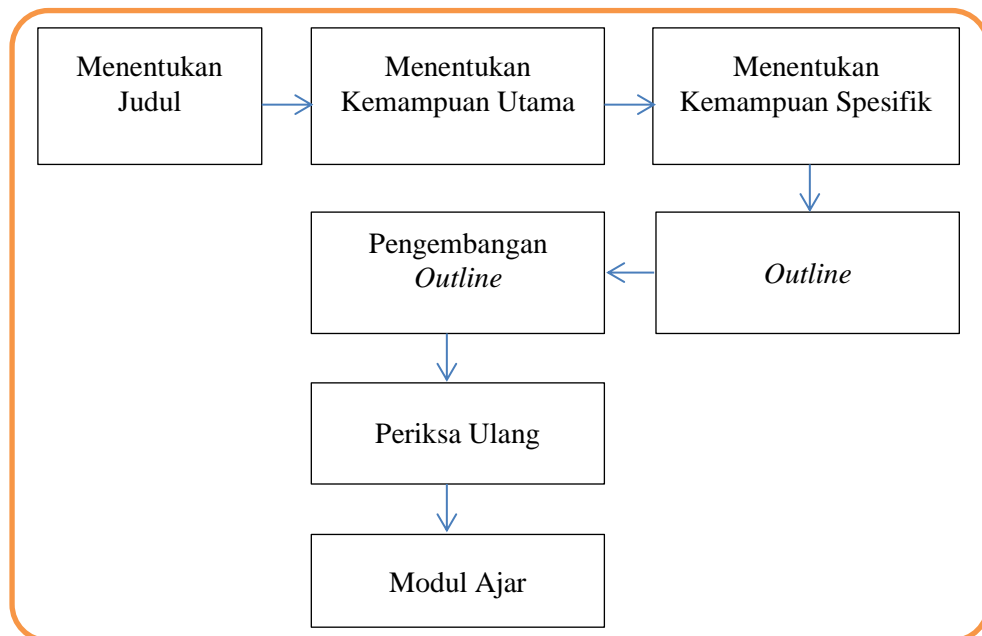 Menentukan
Judul
Menentukan
Kemampuan Utama
Menentukan
Kemampuan Spesifik
Outline
Pengembangan
Outline
Periksa Ulang
Modul Ajar